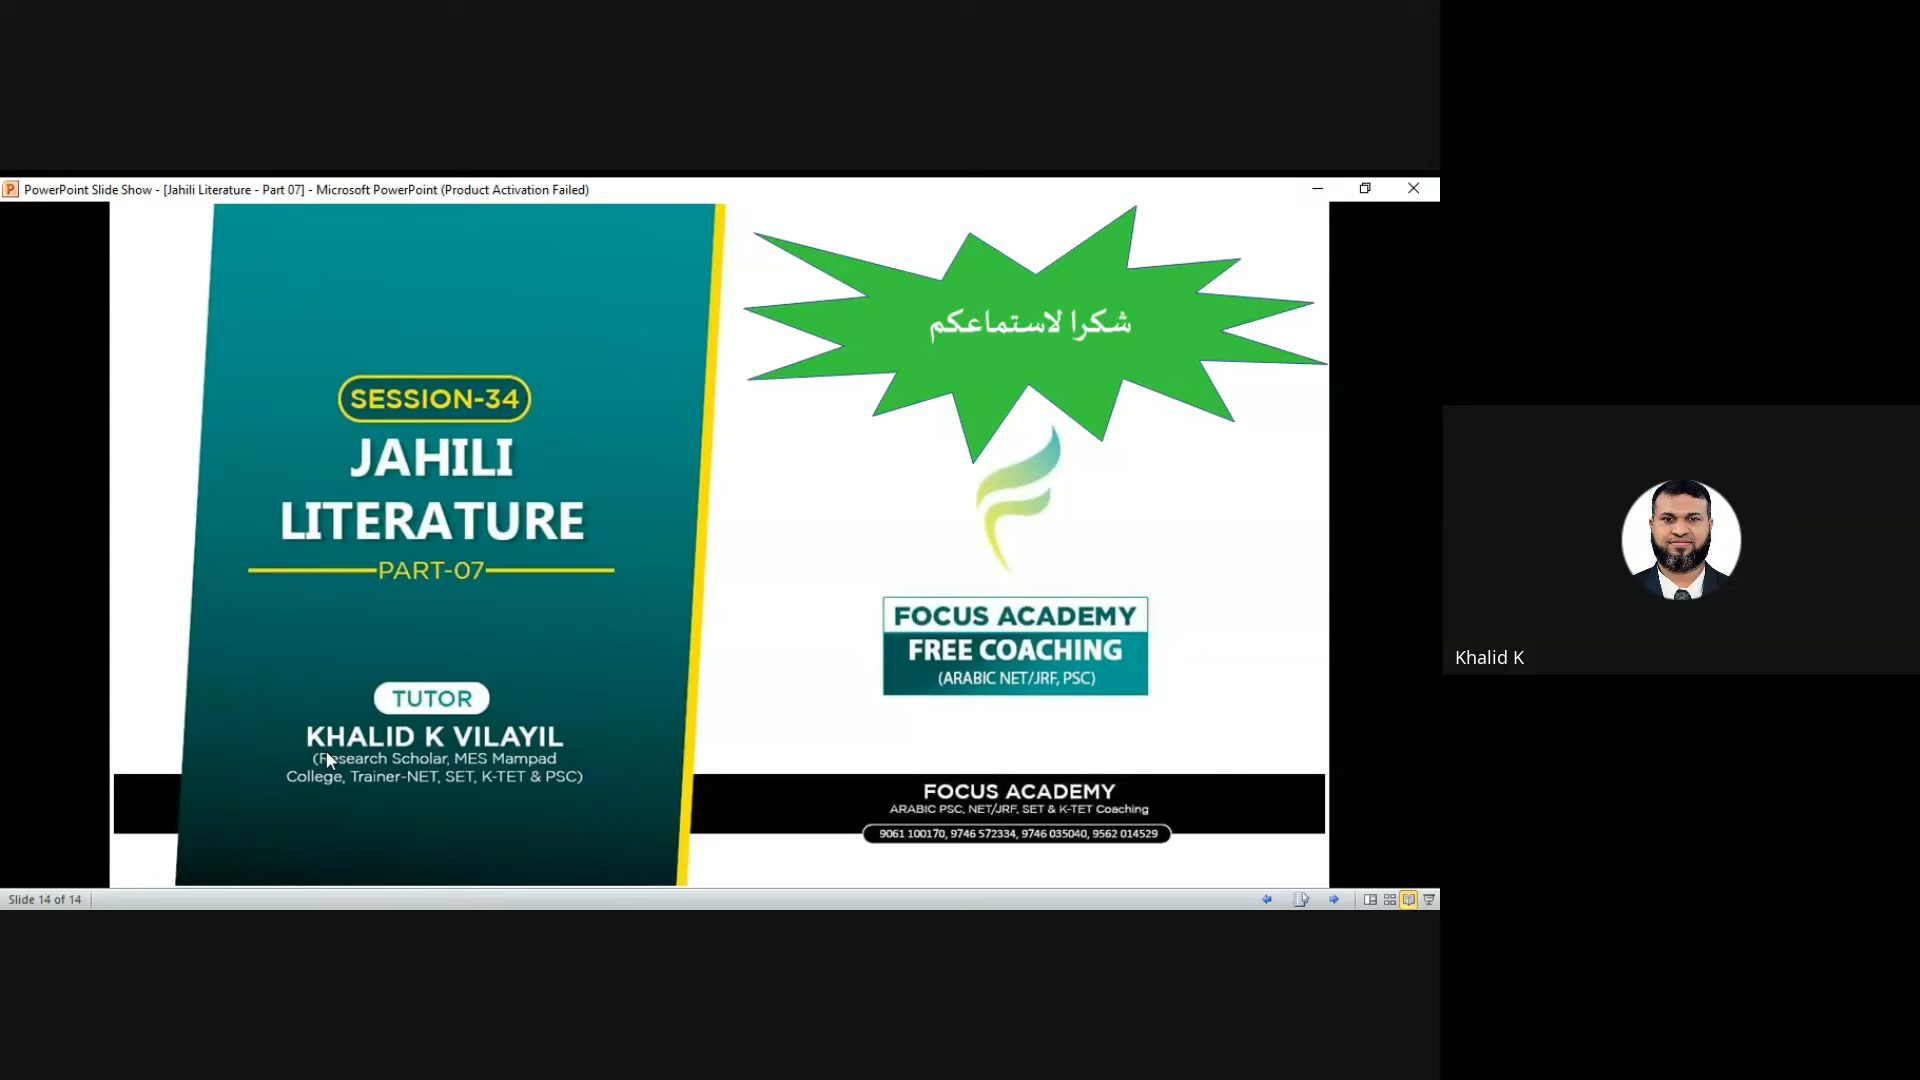 PowerPoint Slide Show - [Jahili Literature - Part 07] - Microsoft PowerPoint (Product Activation Failed)
SESSION-34
JAHILI
LITERATURE
PART-07
TUTOR
KHALID K VILAYIL
(Research Scholar, MES Mampad
College, Trainer-NET, SET, K-TET & PSC)
شكرا لاستماعكم
FOCUS ACADEMY
FREE COACHING
(ARABIC NET/JRF, PSC)
FOCUS ACADEMY
ARABIC PSC, NET/JRF, SET & K-TET Coaching
9061 100170, 9746 572334, 9746 035040, 9562 014529
Khalid K
Slide 14 of 14